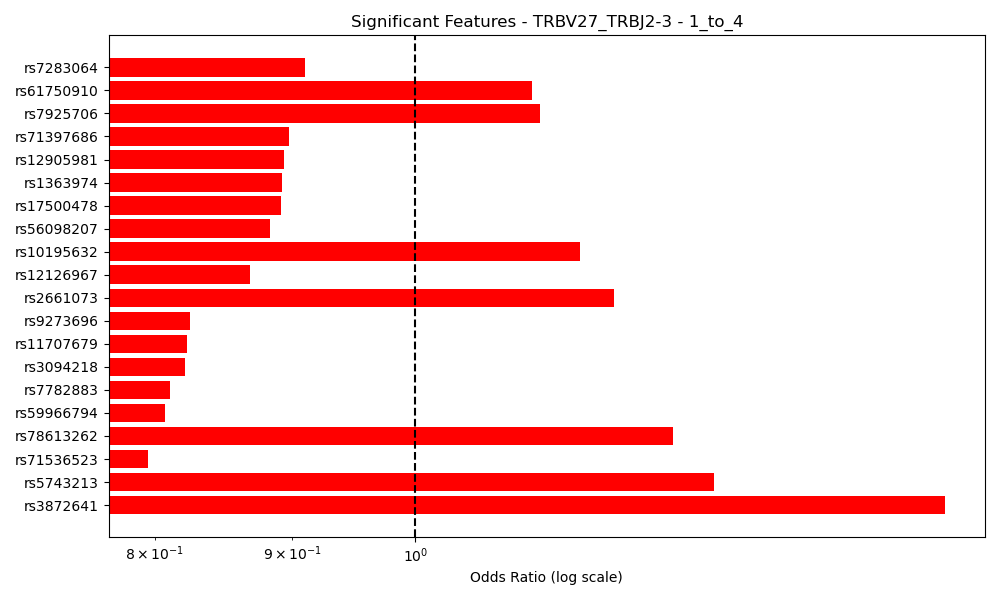 Significant Features - TRBV27_TRBJ2-3 - 1_to_4
rs7283064
rs61750910
rs7925706
rs71397686
rs12905981
rs1363974
rs17500478
rs56098207
rs10195632
rs12126967
rs2661073
rs9273696
rs11707679
rs3094218
rs7782883
rs59966794
rs78613262
rs71536523
rs5743213
rs3872641
8 × 10⁻¹ 9 × 10⁻¹ 10⁰
Odds Ratio (log scale)